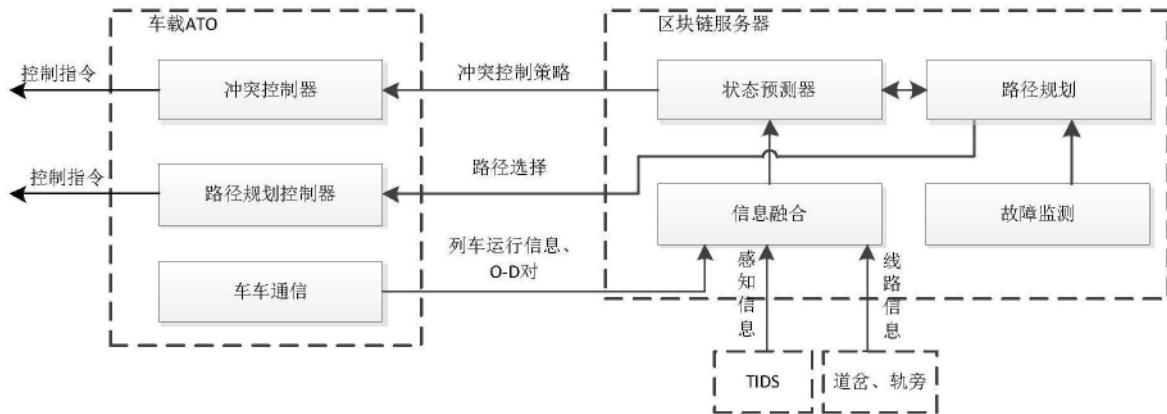 车载ATO
区块链服务器
控制指令
冲突控制器
冲突控制策略
状态预测器
路径规划
控制指令
路径规划控制器
路径选择
信息融合
故障监测
列车运行信息、
O-D对
车车通信
感知信息
线路信息
TIDS
道岔、轨旁